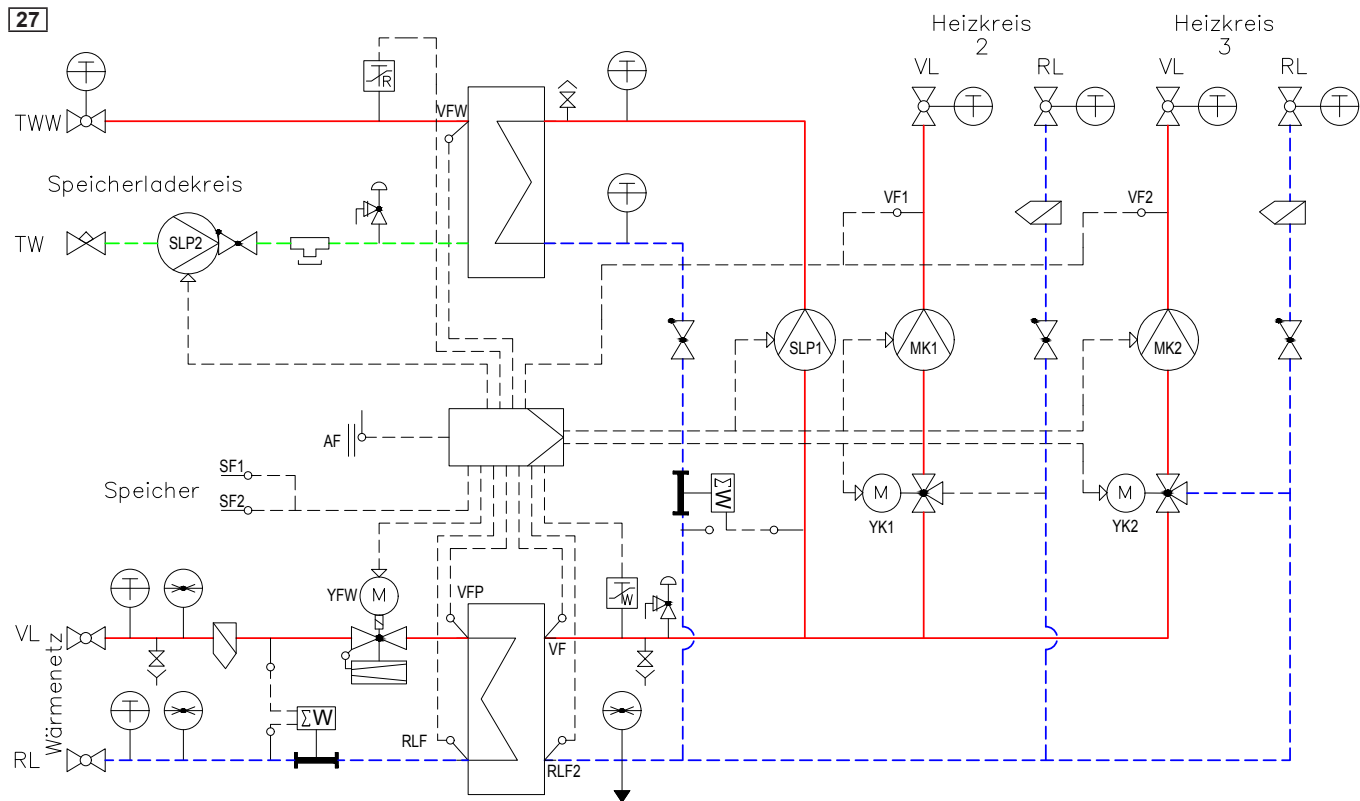 27
Heizkreis
2
Heizkreis
3
VL
RL
VL
RL
T
T
T
T
T
T
R
T
TWW
VFW
Speicherladekreis
T
VF1
VF2
TW
SLP2
SLP1
MK1
MK2
AF
SF1
Speicher
SF2
ΣW
M
YK1
M
YK2
YFW
M
VFP
T
W
T
VL
VF
Wärmenetz
T
ΣW
RLF
RL
RLF2